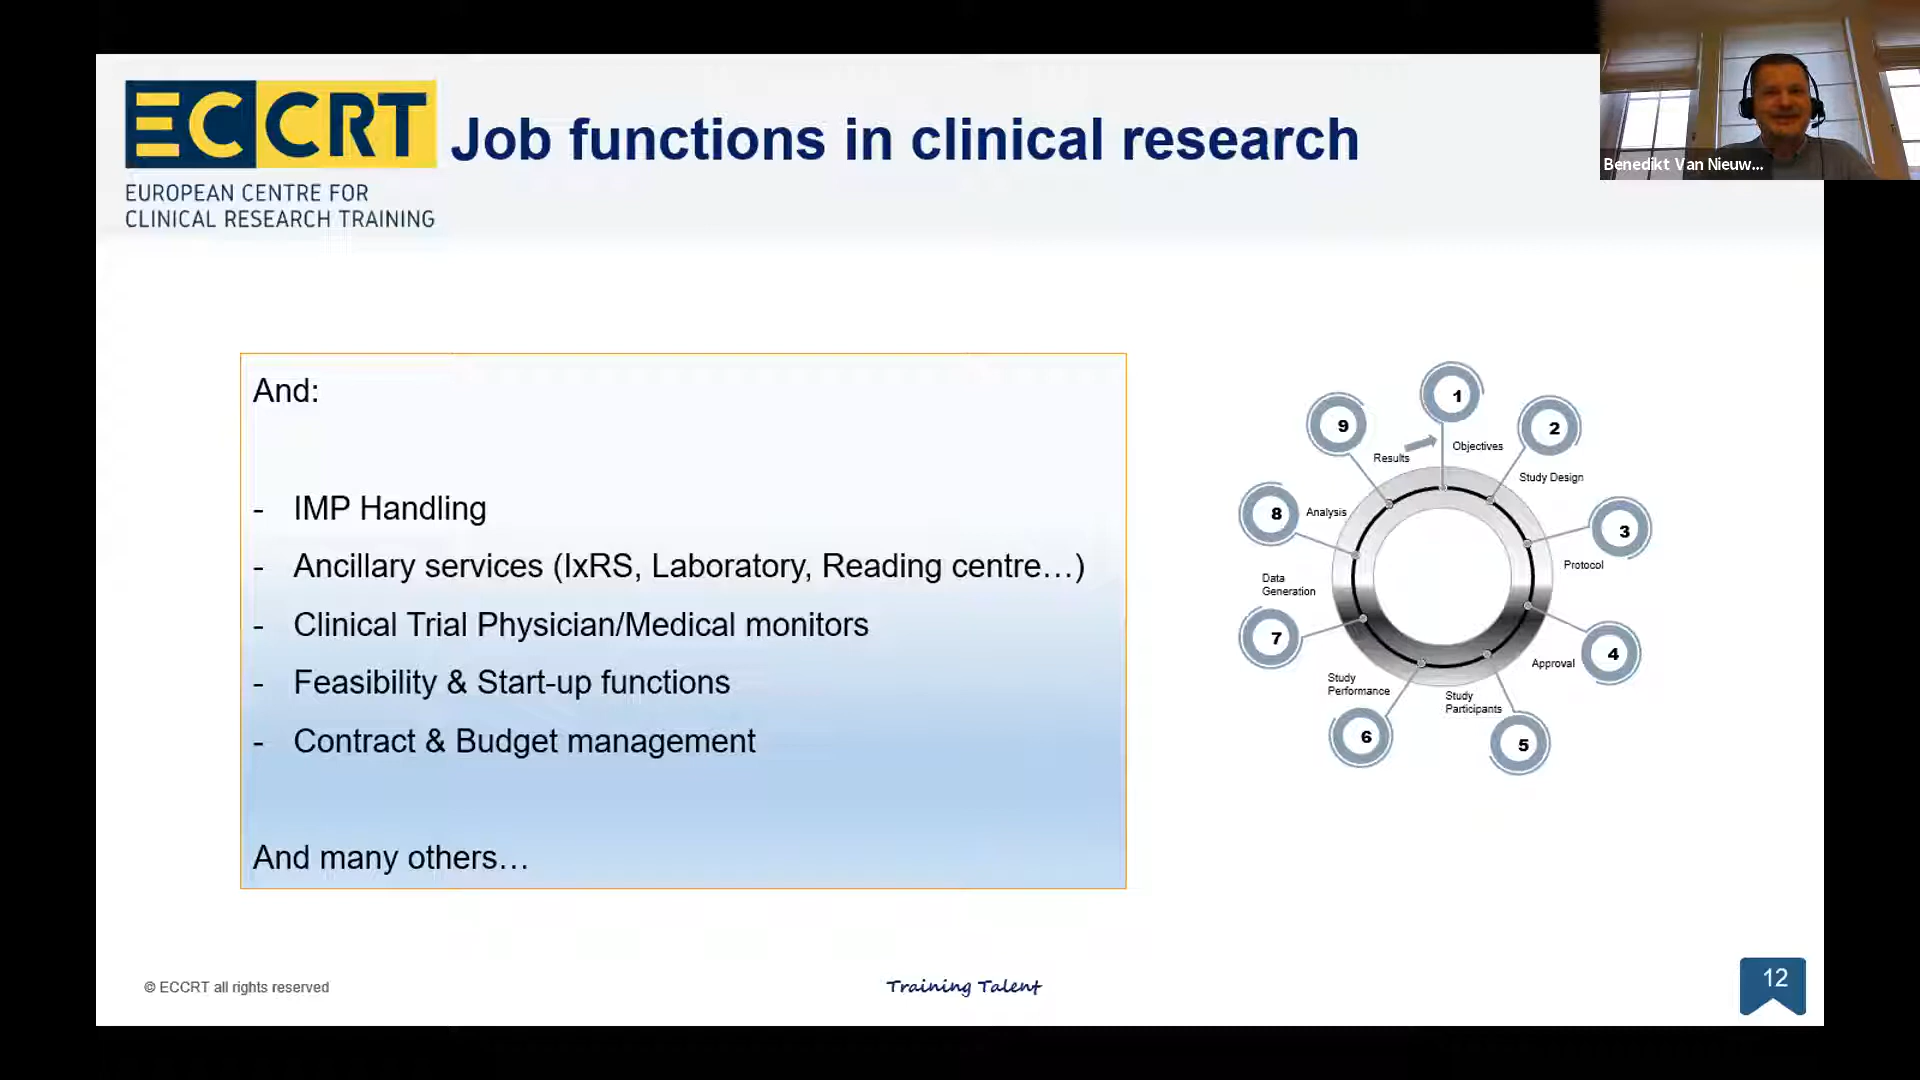 ECCRT
EUROPEAN CENTRE FOR
CLINICAL RESEARCH TRAINING
Job functions in clinical research
Benedikt Van Nieuw...
And:
- IMP Handling
- Ancillary services (IxRS, Laboratory, Reading centre…)
- Clinical Trial Physician/Medical monitors
- Feasibility & Start-up functions
- Contract & Budget management
And many others…
1
Objectives
2
Study Design
3
Protocol
4
Approval
5
Study
Participants
6
Study
Performance
7
Data
Generation
8
Analysis
9
Results
© ECCRT all rights reserved
Training Talent
12